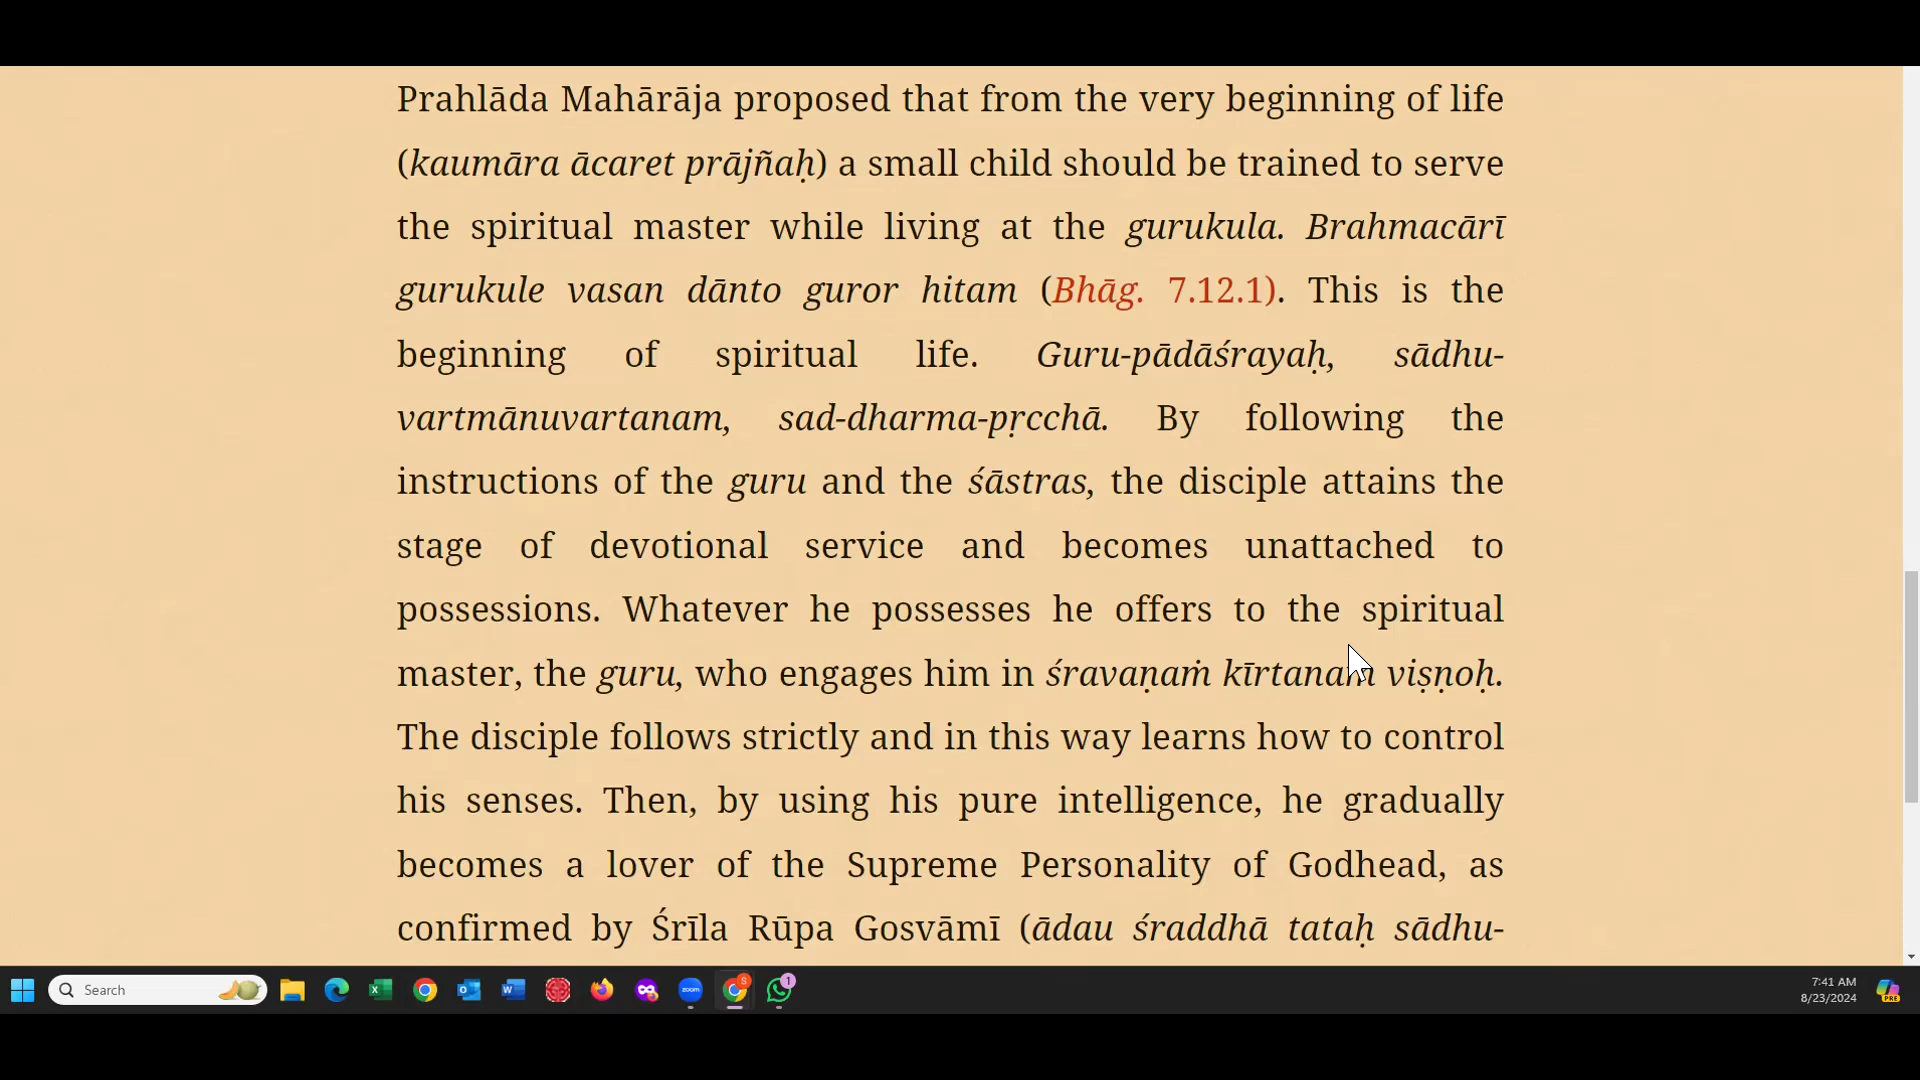 Prahlāda Mahārāja proposed that from the very beginning of life
(kaumāra ācaret prājñaḥ) a small child should be trained to serve
the spiritual master while living at the gurukula. Brahmacārī
gurukule vasan dānto guror hitam (Bhāg. 7.12.1). This is the
beginning of spiritual life. Guru-pādāśrayaḥ, sādhu-
vartmānuvartanam, sad-dharma-pṛcchā. By following the
instructions of the guru and the śāstras, the disciple attains the
stage of devotional service and becomes unattached to
possessions. Whatever he possesses he offers to the spiritual
master, the guru, who engages him in śravaṇaṁ kīrtanaṁ viṣṇoḥ.
The disciple follows strictly and in this way learns how to control
his senses. Then, by using his pure intelligence, he gradually
becomes a lover of the Supreme Personality of Godhead, as
confirmed by Śrīla Rūpa Gosvāmī (ādau śraddhā tataḥ sādhu-
Search
zoom
S
1
7:41 AM
8/23/2024
PRE